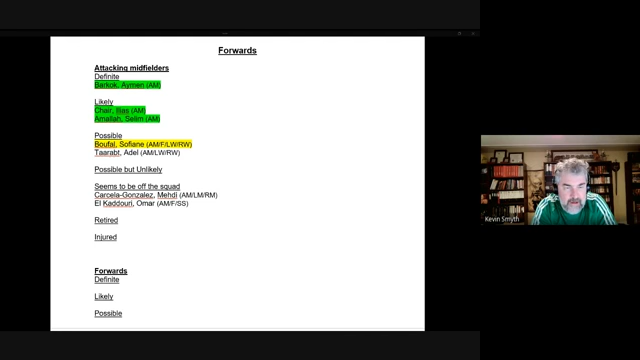 Forwards
Attacking midfielders
Definite
Barkok, Aymen (AM)
Likely
Chair, Ilias (AM)
Amallah, Selim (AM)
Possible
Boufal, Sofiane (AM/F/LW/RW)
Taarabt, Adel (AM/LW/RW)
Possible but Unlikely
Seems to be off the squad
Carcela-Gonzalez, Mehdi (AM/LM/RM)
El Kaddouri, Omar (AM/F/SS)
Retired
Injured
Forwards
Definite
Likely
Possible
Kevin Smyth